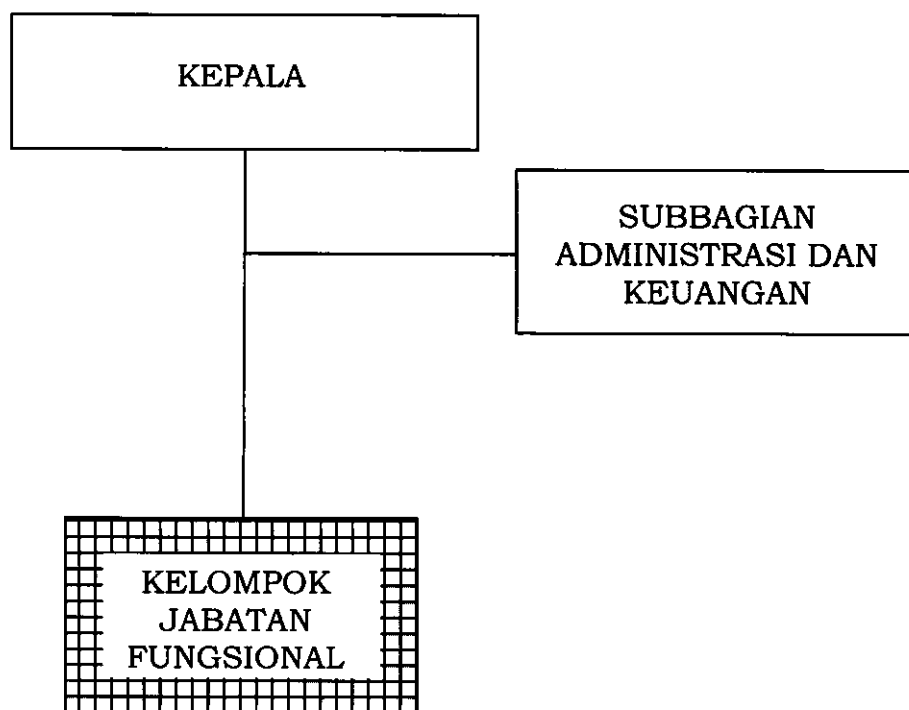 KEPALA
SUBBAGIAN
ADMINISTRASI DAN
KEUANGAN
KELOMPOK
JABATAN
FUNGSIONAL